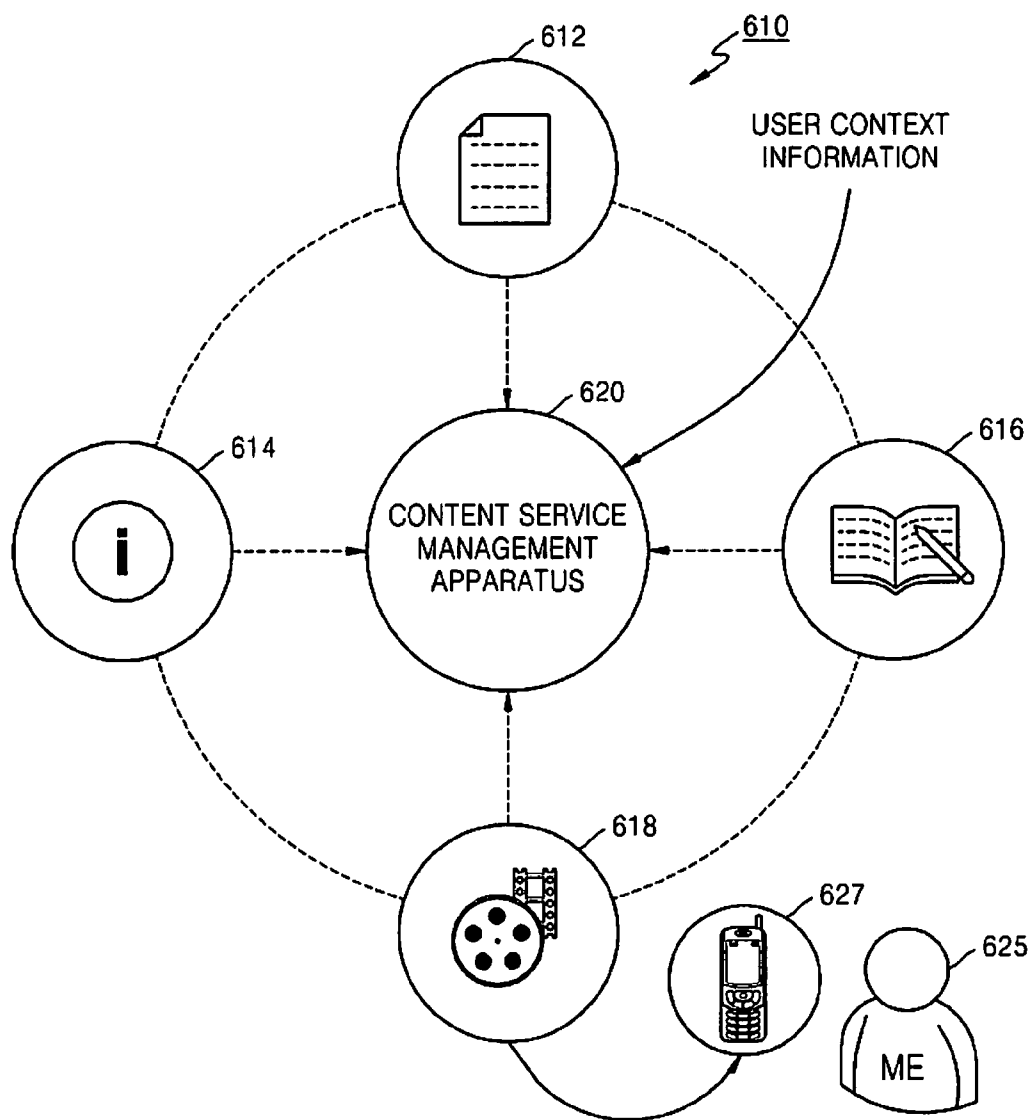 612
610
USER CONTEXT
INFORMATION
620
614
616
i
CONTENT SERVICE
MANAGEMENT
APPARATUS
618
627
625
ME